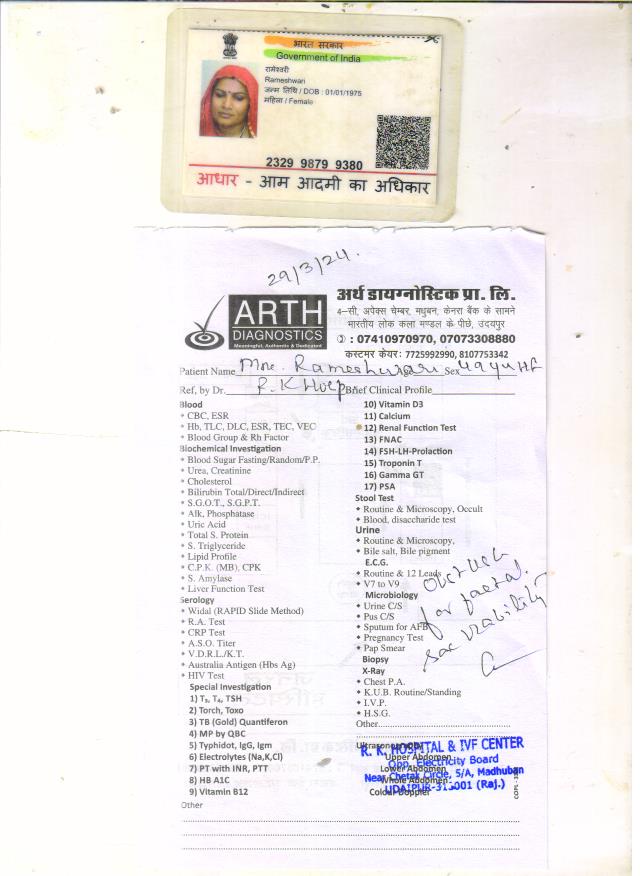 भारत सरकार
Government of India
रामेश्वरी
Rameshwari
जन्म तिथि / DOB : 01/01/1975
महिला / Female
2329 9879 9380
आधार - आम आदमी का अधिकार
29/3/24.
ARTH
DIAGNOSTICS
Meaningful, Authentic & Dedicated
अर्थ डायग्नोस्टिक प्रा. लि.
4-सी, अपेक्स चेम्बर, मधुबन, केनरा बैंक के सामने
भारतीय लोक कला मण्डल के पीछे, उदयपुर
: 07410970970, 07073308880
कस्टमर केयर: 7725992990, 8107753342
Patient Name Rameshwari Sex 49yr
Ref, by Dr. R.K Brief Clinical Profile
Blood
CBC, ESR
Hb, TLC, DLC, ESR, TEC, VEC
Blood Group & Rh Factor
Biochemical Investigation
Blood Sugar Fasting/Random/P.P.
Urea, Creatinine
Cholesterol
Bilirubin Total/Direct/Indirect
S.G.O.T., S.G.P.T.
Alk, Phosphatase
Uric Acid
Total S. Protein
S. Triglyceride
Lipid Profile
C.P.K. (MB), CPK
S. Amylase
Liver Function Test
Serology
Widal (RAPID Slide Method)
R.A. Test
CRP Test
A.S.O. Titer
V.D.R.L./K.T.
Australia Antigen (Hbs Ag)
HIV Test
Special Investigation
1) T₃, T₄, TSH
2) Torch, Toxo
3) TB (Gold) Quantiferon
4) MP by QBC
5) Typhidot, IgG, Igm
6) Electrolytes (Na,K,Cl)
7) PT with INR, PTT
8) HB A1C
9) Vitamin B12
Other
10) Vitamin D3
11) Calcium
12) Renal Function Test
13) FNAC
14) FSH-LH-Prolaction
15) Troponin T
16) Gamma GT
17) PSA
Stool Test
Routine & Microscopy, Occult
Blood, disaccharide test
Urine
Routine & Microscopy,
Bile salt, Bile pigment
E.C.G.
Routine & 12 Leads
V7 to V9
Microbiology
Urine C/S
Pus C/S
Sputum for AFB
Pregnancy Test
Pap Smear
Biopsy
X-Ray
Chest P.A.
K.U.B. Routine/Standing
I.V.P.
H.S.G.
Other
for
sac viability
Ultrasonography
Upper Abdomen
Lower Abdomen
Whole Abdomen
Colour Doppler
R. K. HOSPITAL & IVF CENTER
Opp. Electricity Board
Near Chetak Circle, 5/A, Madhuban
UDAIPUR-313001 (Raj.)